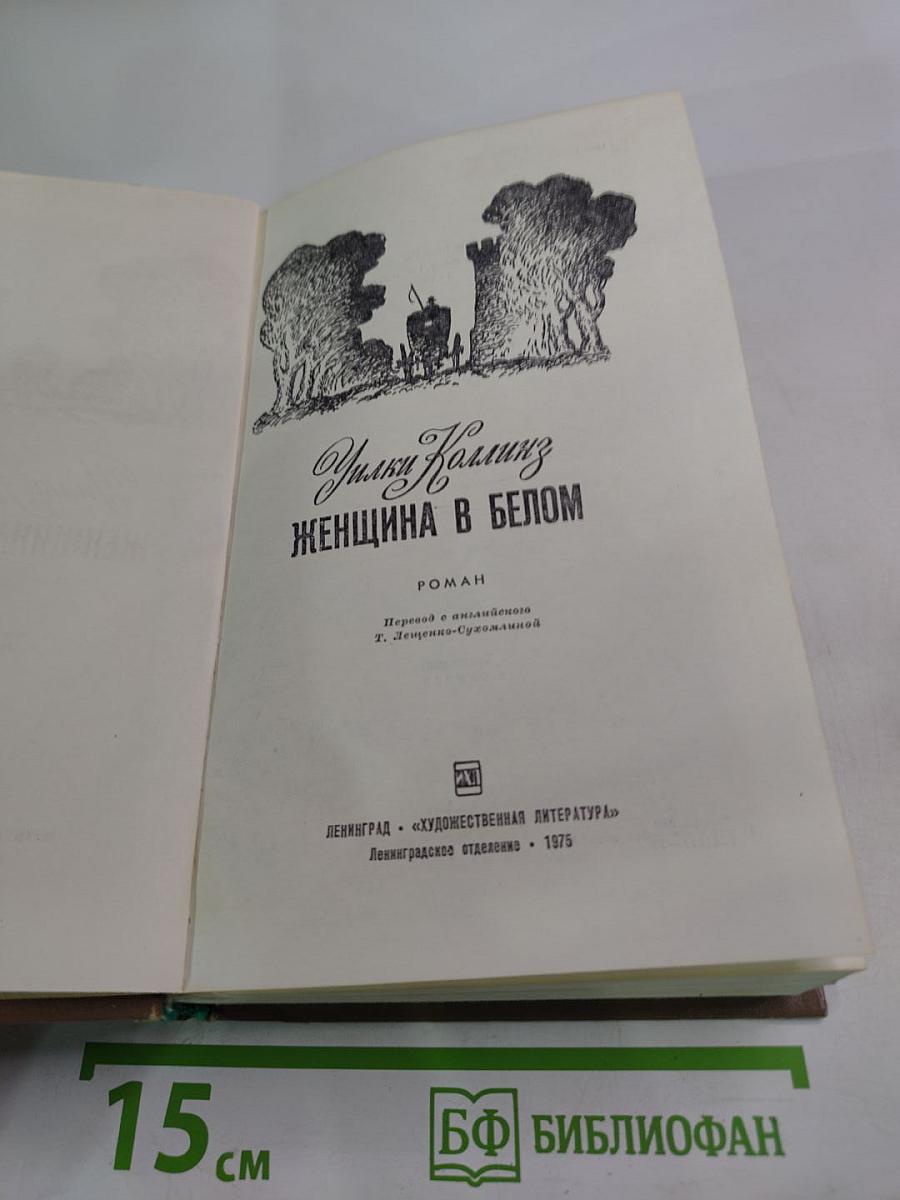 Уилки Коллинз
ЖЕНЩИНА В БЕЛОМ
РОМАН
Перевод с английского
Т. Лещенко-Сухомлиной
ЛЕНИНГРАД • «ХУДОЖЕСТВЕННАЯ ЛИТЕРАТУРА»
Ленинградское отделение • 1975
15 см
БФ БИБЛИОФАН